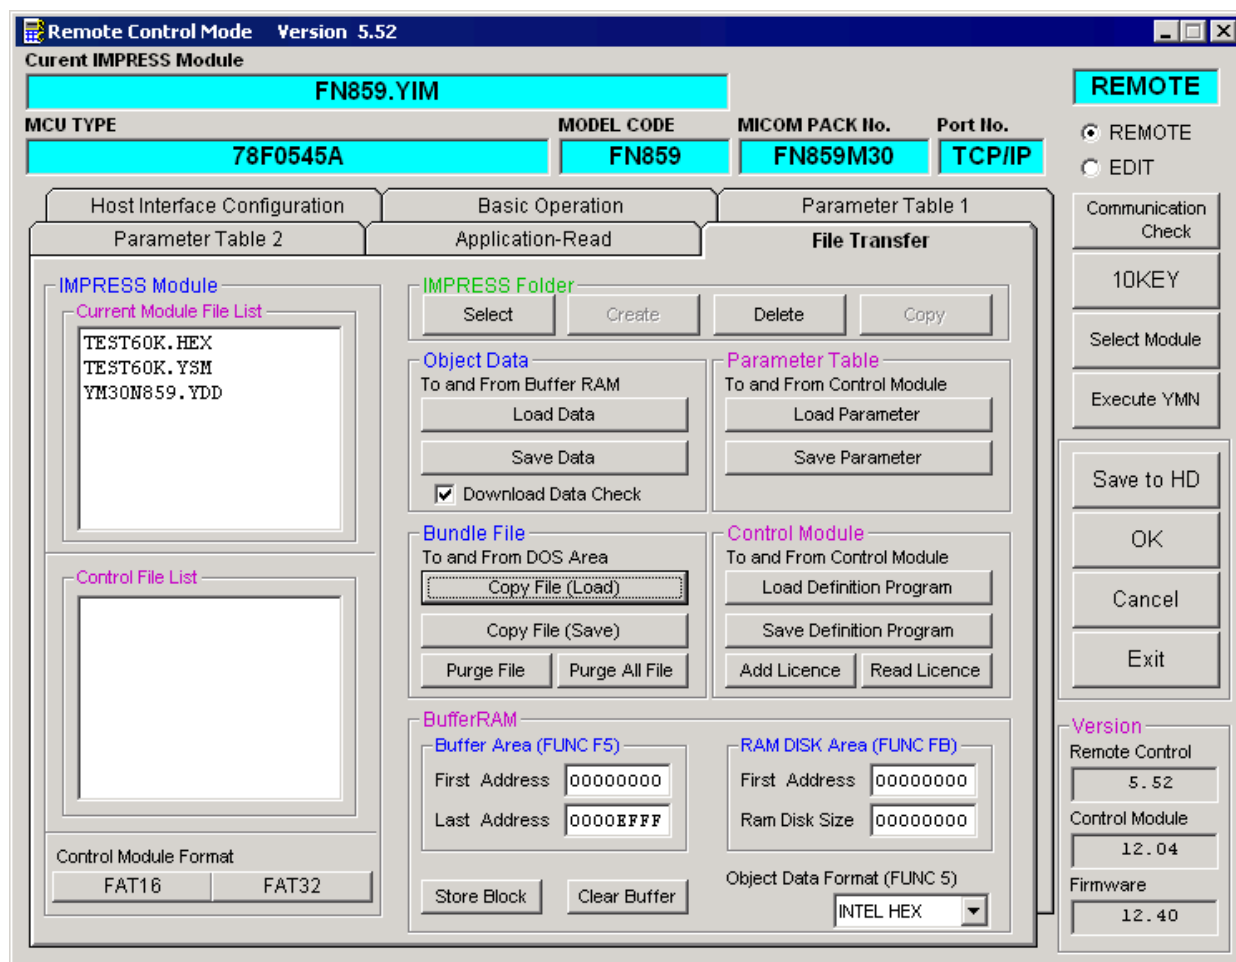 Remote Control Mode Version 5.52
Curent IMPRESS Module
FN859.YIM
REMOTE
MCU TYPE MODEL CODE MICOM PACK No. Port No.
78F0545A FN859 FN859M30 TCP/IP
REMOTE
EDIT
Host Interface Configuration Basic Operation Parameter Table 1
Parameter Table 2 Application-Read File Transfer
IMPRESS Module
Current Module File List
TEST60K.HEX
TEST60K.YSM
YM30N859.YDD
Control File List
Control Module Format
FAT16 FAT32
IMPRESS Folder
Select Create Delete Copy
Object Data
To and From Buffer RAM
Load Data
Save Data
Download Data Check
Parameter Table
To and From Control Module
Load Parameter
Save Parameter
Bundle File
To and From DOS Area
Copy File (Load)
Copy File (Save)
Purge File Purge All File
Control Module
To and From Control Module
Load Definition Program
Save Definition Program
Add Licence Read Licence
BufferRAM
Buffer Area (FUNC F5)
First Address 00000000
Last Address 0000EFFF
RAM DISK Area (FUNC FB)
First Address 00000000
Ram Disk Size 00000000
Store Block Clear Buffer
Object Data Format (FUNC 5)
INTEL HEX
Communication
Check
10KEY
Select Module
Execute YMN
Save to HD
OK
Cancel
Exit
Version
Remote Control
5.52
Control Module
12.04
Firmware
12.40